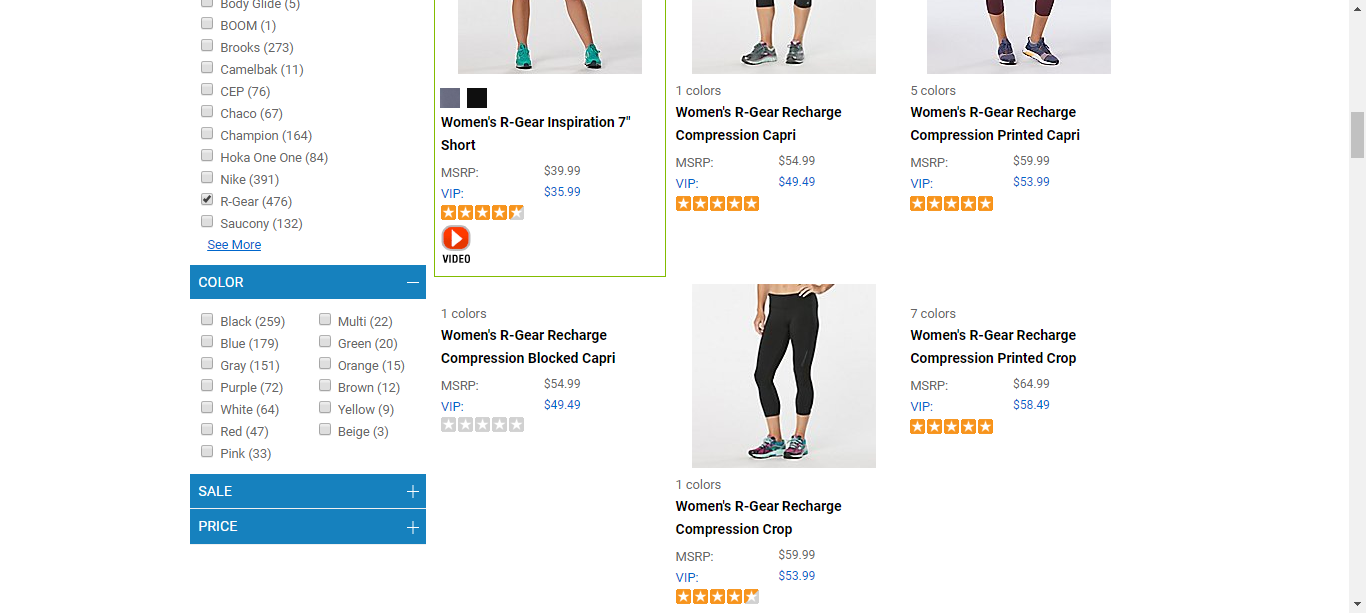 Body Glide (5)
BOOM (1)
Brooks (273)
Camelbak (11)
CEP (76)
Chaco (67)
Champion (164)
Hoka One One (84)
Nike (391)
R-Gear (476)
Saucony (132)
See More
COLOR
Black (259)
Blue (179)
Gray (151)
Purple (72)
White (64)
Red (47)
Pink (33)
Multi (22)
Green (20)
Orange (15)
Brown (12)
Yellow (9)
Beige (3)
SALE
PRICE
Women's R-Gear Inspiration 7"
Short
MSRP: $39.99
VIP: $35.99
VIDEO
1 colors
Women's R-Gear Recharge
Compression Capri
MSRP: $54.99
VIP: $49.49
5 colors
Women's R-Gear Recharge
Compression Printed Capri
MSRP: $59.99
VIP: $53.99
1 colors
Women's R-Gear Recharge
Compression Blocked Capri
MSRP: $54.99
VIP: $49.49
1 colors
Women's R-Gear Recharge
Compression Crop
MSRP: $59.99
VIP: $53.99
7 colors
Women's R-Gear Recharge
Compression Printed Crop
MSRP: $64.99
VIP: $58.49